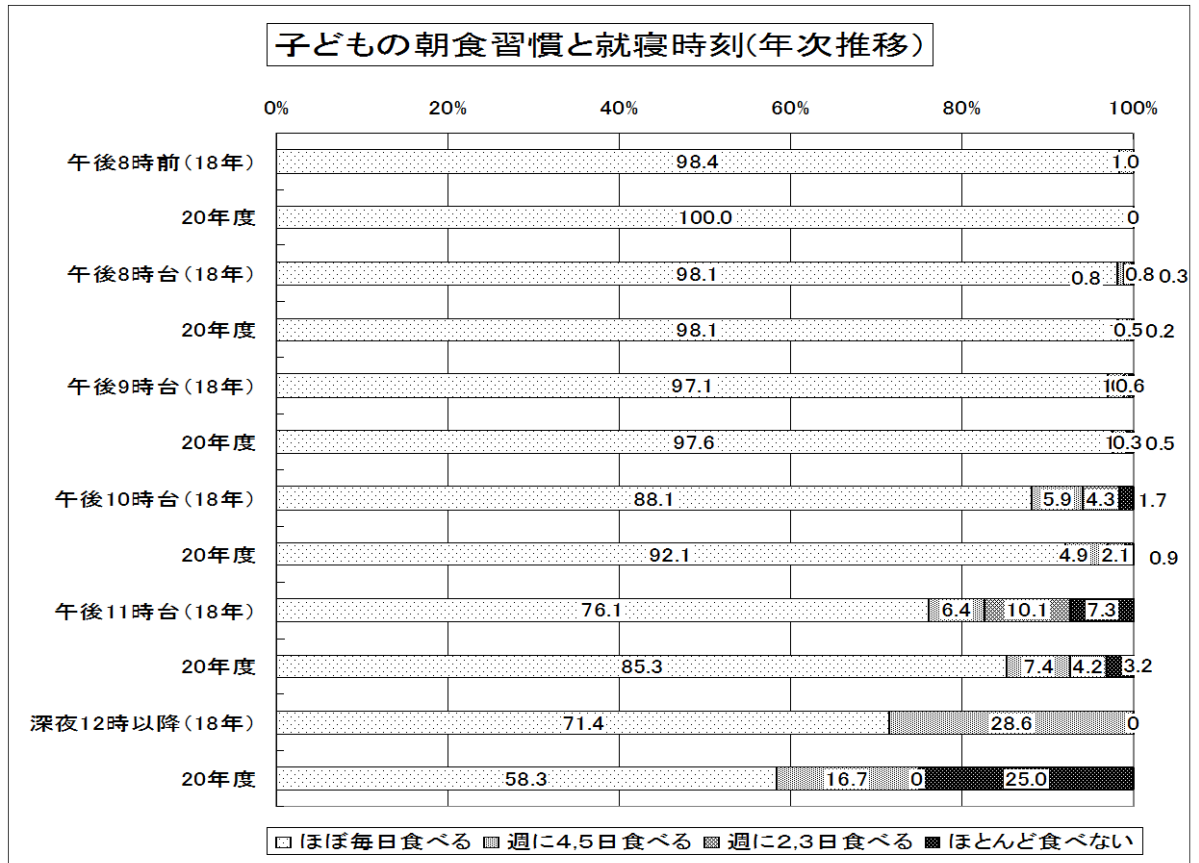 子どもの朝食習慣と就寝時刻(年次推移)
0% 20% 40% 60% 80% 100%
午後8時前(18年) 98.4 1.0
20年度 100.0 0
午後8時台(18年) 98.1 0.8 0.8 0.3
20年度 98.1 0.5 0.2
午後9時台(18年) 97.1 0.6
20年度 97.6 0.3 0.5
午後10時台(18年) 88.1 5.9 4.3 1.7
20年度 92.1 4.9 2.1 0.9
午後11時台(18年) 76.1 6.4 10.1 7.3
20年度 85.3 7.4 4.2 3.2
深夜12時以降(18年) 71.4 28.6 0
20年度 58.3 16.7 0 25.0
ほぼ毎日食べる 週に4,5日食べる 週に2,3日食べる ほとんど食べない